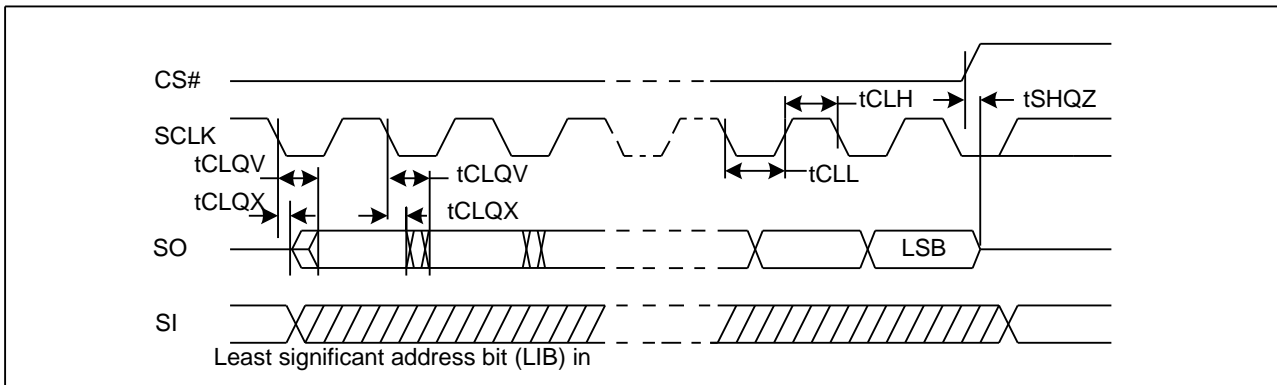 CS#
tCLH
tSHQZ
SCLK
tCLQV
tCLQV
tCLL
tCLQX
tCLQX
SO
LSB
SI
Least significant address bit (LIB) in